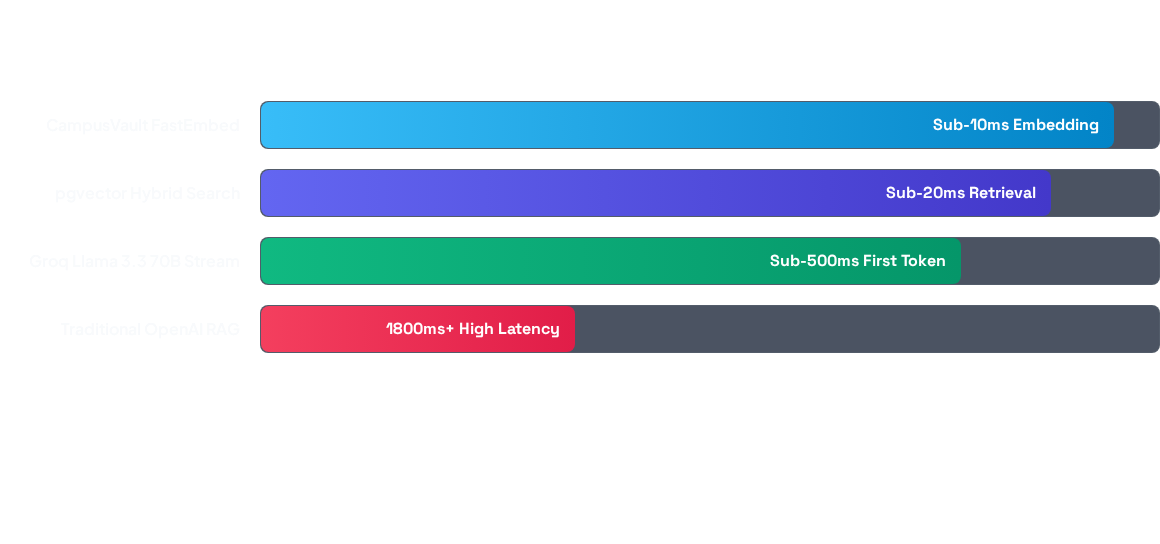 CampusVault FastEmbed
Sub-10ms Embedding
pgvector Hybrid Search
Sub-20ms Retrieval
Groq Llama 3.3 70B Stream
Sub-500ms First Token
Traditional OpenAI RAG
1800ms+ High Latency